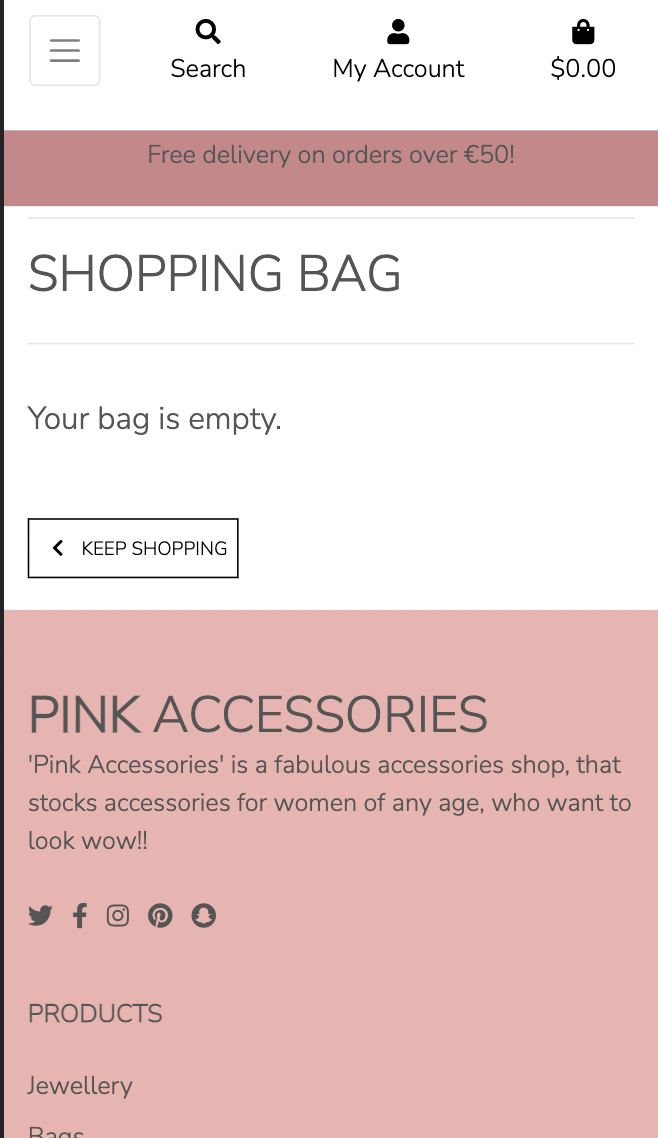 Search
My Account
$0.00
Free delivery on orders over €50!
SHOPPING BAG
Your bag is empty.
KEEP SHOPPING
PINK ACCESSORIES
'Pink Accessories' is a fabulous accessories shop, that
stocks accessories for women of any age, who want to
look wow!!
PRODUCTS
Jewellery
Bags